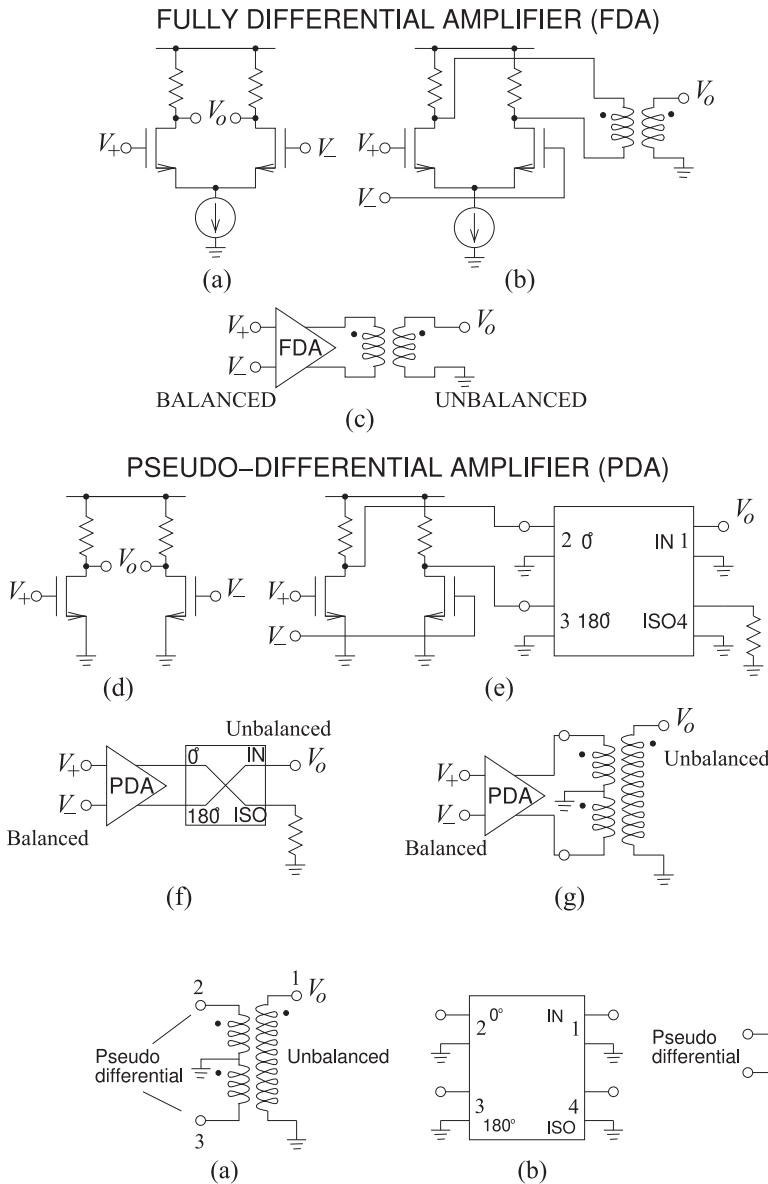 FULLY DIFFERENTIAL AMPLIFIER (FDA)
V+ Vo V−
(a)
V+ V− Vo
(b)
V+ V− FDA Vo
BALANCED UNBALANCED
(c)
PSEUDO−DIFFERENTIAL AMPLIFIER (PDA)
V+ Vo V−
(d)
V+ V−
2 0° IN 1 Vo
3 180° ISO4
(e)
Unbalanced
V+ V− PDA 0° IN Vo
180° ISO
Balanced
(f)
Vo
Unbalanced
V+ V− PDA
Balanced
(g)
2 1 Vo
Pseudo
differential
Unbalanced
3
(a)
0° IN
2 1
3 4
180° ISO
(b)
Pseudo
differential